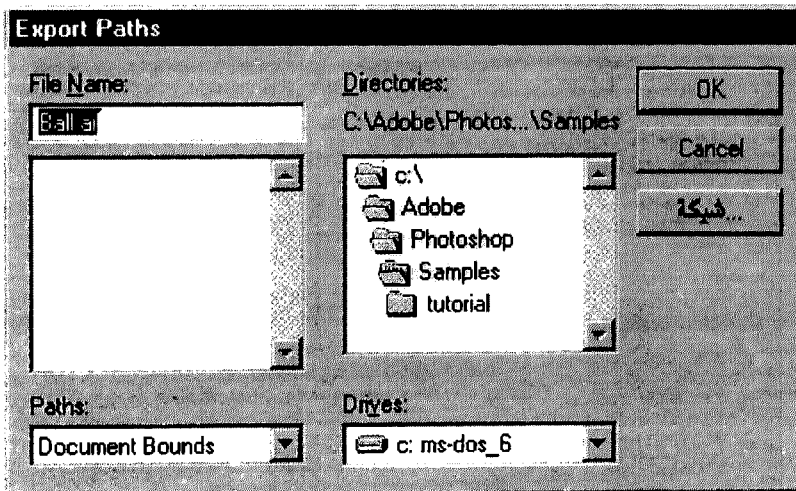 Export Paths
File Name:
Ball.ai
Directories:
C:\Adobe\Photos...\Samples
c:\
Adobe
Photoshop
Samples
tutorial
OK
Cancel
شبكة...
Paths:
Document Bounds
Drives:
c: ms-dos_6